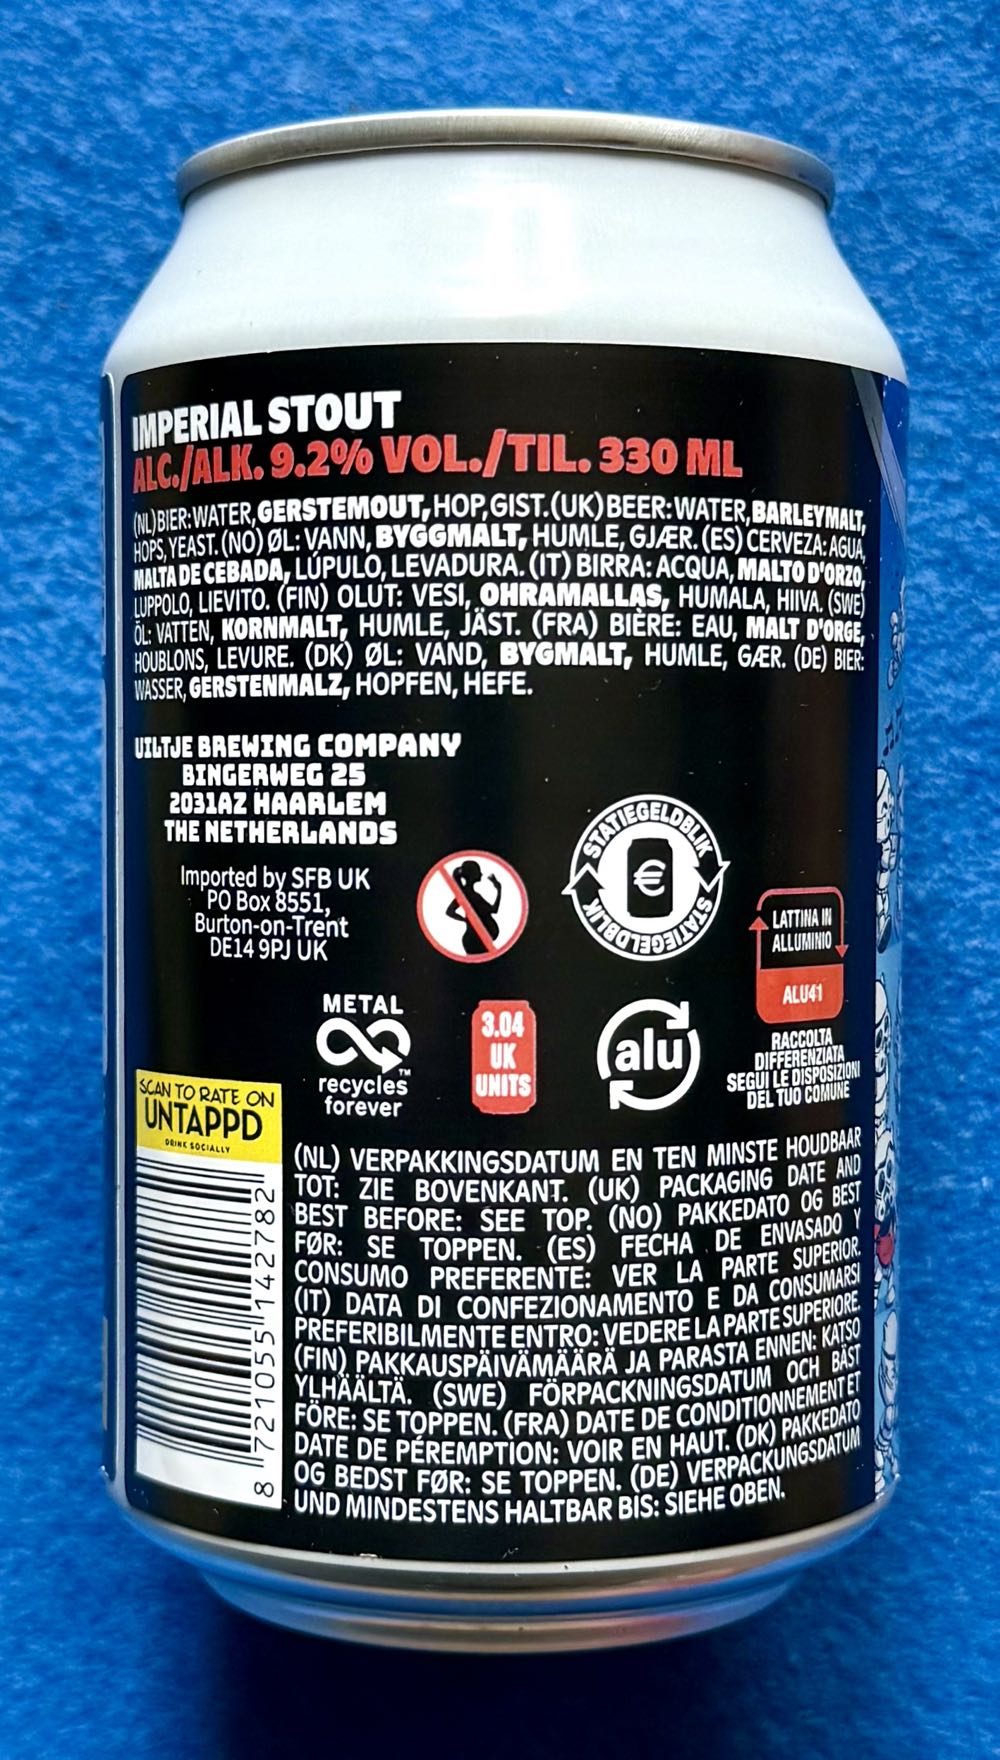 IMPERIAL STOUT
ALC./ALK. 9.2% VOL./TIL. 330 ML
(NL) BIER: WATER, GERSTEMOUT, HOP, GIST. (UK) BEER: WATER, BARLEY MALT,
HOPS, YEAST. (NO) ØL: VANN, BYGGMALT, HUMLE, GJÆR. (ES) CERVEZA: AGUA,
MALTA DE CEBADA, LÚPULO, LEVADURA. (IT) BIRRA: ACQUA, MALTO D'ORZO,
LUPPOLO, LIEVITO. (FIN) OLUT: VESI, OHRAMALLAS, HUMALA, HIIVA. (SWE)
ÖL: VATTEN, KORNMALT, HUMLE, JÄST. (FRA) BIÈRE: EAU, MALT D'ORGE,
HOUBLONS, LEVURE. (DK) ØL: VAND, BYGMALT, HUMLE, GÆR. (DE) BIER:
WASSER, GERSTENMALZ, HOPFEN, HEFE.
UILTJE BREWING COMPANY
BINGERWEG 25
2031AZ HAARLEM
THE NETHERLANDS
Imported by SFB UK
PO Box 8551,
Burton-on-Trent
DE14 9PJ UK
STATIEGELDBLIK
€
STATIEGELDBLIK
STATIEGELDBLIK
LATTINA IN
ALLUMINIO
ALU41
RACCOLTA
DIFFERENZIATA
SEGUI LE DISPOSIZIONI
DEL TUO COMUNE
METAL
™
recycles
forever
3.04
UK
UNITS
alu
SCAN TO RATE ON
UNTAPPD
DRINK SOCIALLY
8 721055 142782
(NL) VERPAKKINGSDATUM EN TEN MINSTE HOUDBAAR
TOT: ZIE BOVENKANT. (UK) PACKAGING DATE AND
BEST BEFORE: SEE TOP. (NO) PAKKEDATO OG BEST
FØR: SE TOPPEN. (ES) FECHA DE ENVASADO Y
CONSUMO PREFERENTE: VER LA PARTE SUPERIOR.
(IT) DATA DI CONFEZIONAMENTO E DA CONSUMARSI
PREFERIBILMENTE ENTRO: VEDERE LA PARTE SUPERIORE.
(FIN) PAKKAUSPÄIVÄMÄÄRÄ JA PARASTA ENNEN: KATSO
YLHÄÄLTÄ. (SWE) FÖRPACKNINGSDATUM OCH BÄST
FÖRE: SE TOPPEN. (FRA) DATE DE CONDITIONNEMENT ET
DATE DE PÉREMPTION: VOIR EN HAUT. (DK) PAKKEDATO
OG BEDST FØR: SE TOPPEN. (DE) VERPACKUNGSDATUM
UND MINDESTENS HALTBAR BIS: SIEHE OBEN.